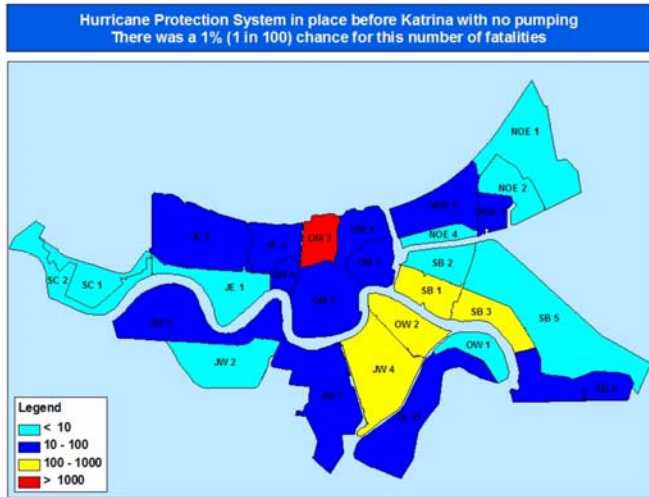 Hurricane Protection System in place before Katrina with no pumping
There was a 1% (1 in 100) chance for this number of fatalities
NOE 1
NOE 2
NOE 4
OM 2
SC 2
SC 1
JE 1
SB 2
SB 1
SB 3
SB 5
OW 2
OW 1
JW 2
JW 4
Legend
< 10
10 - 100
100 - 1000
> 1000